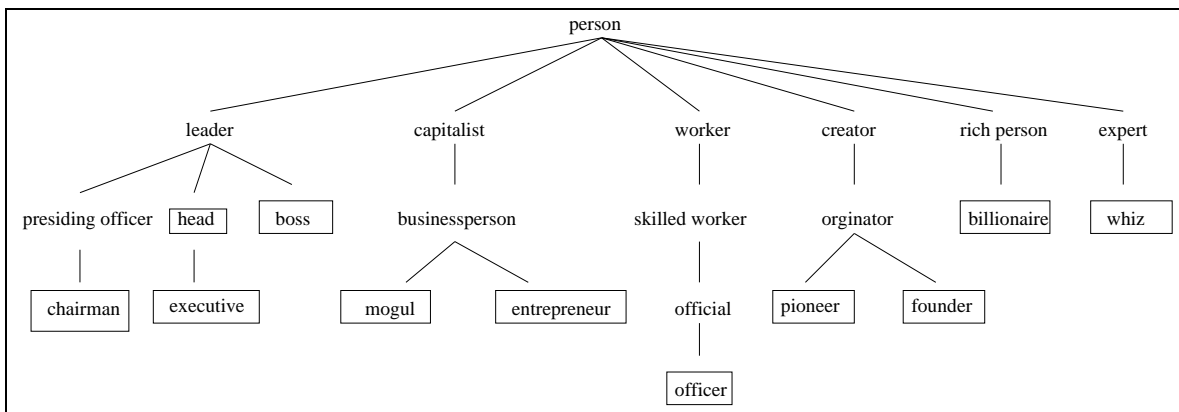 person
leader capitalist worker creator rich person expert
presiding officer head boss businessperson skilled worker orginator billionaire whiz
chairman executive mogul entrepreneur official pioneer founder
officer